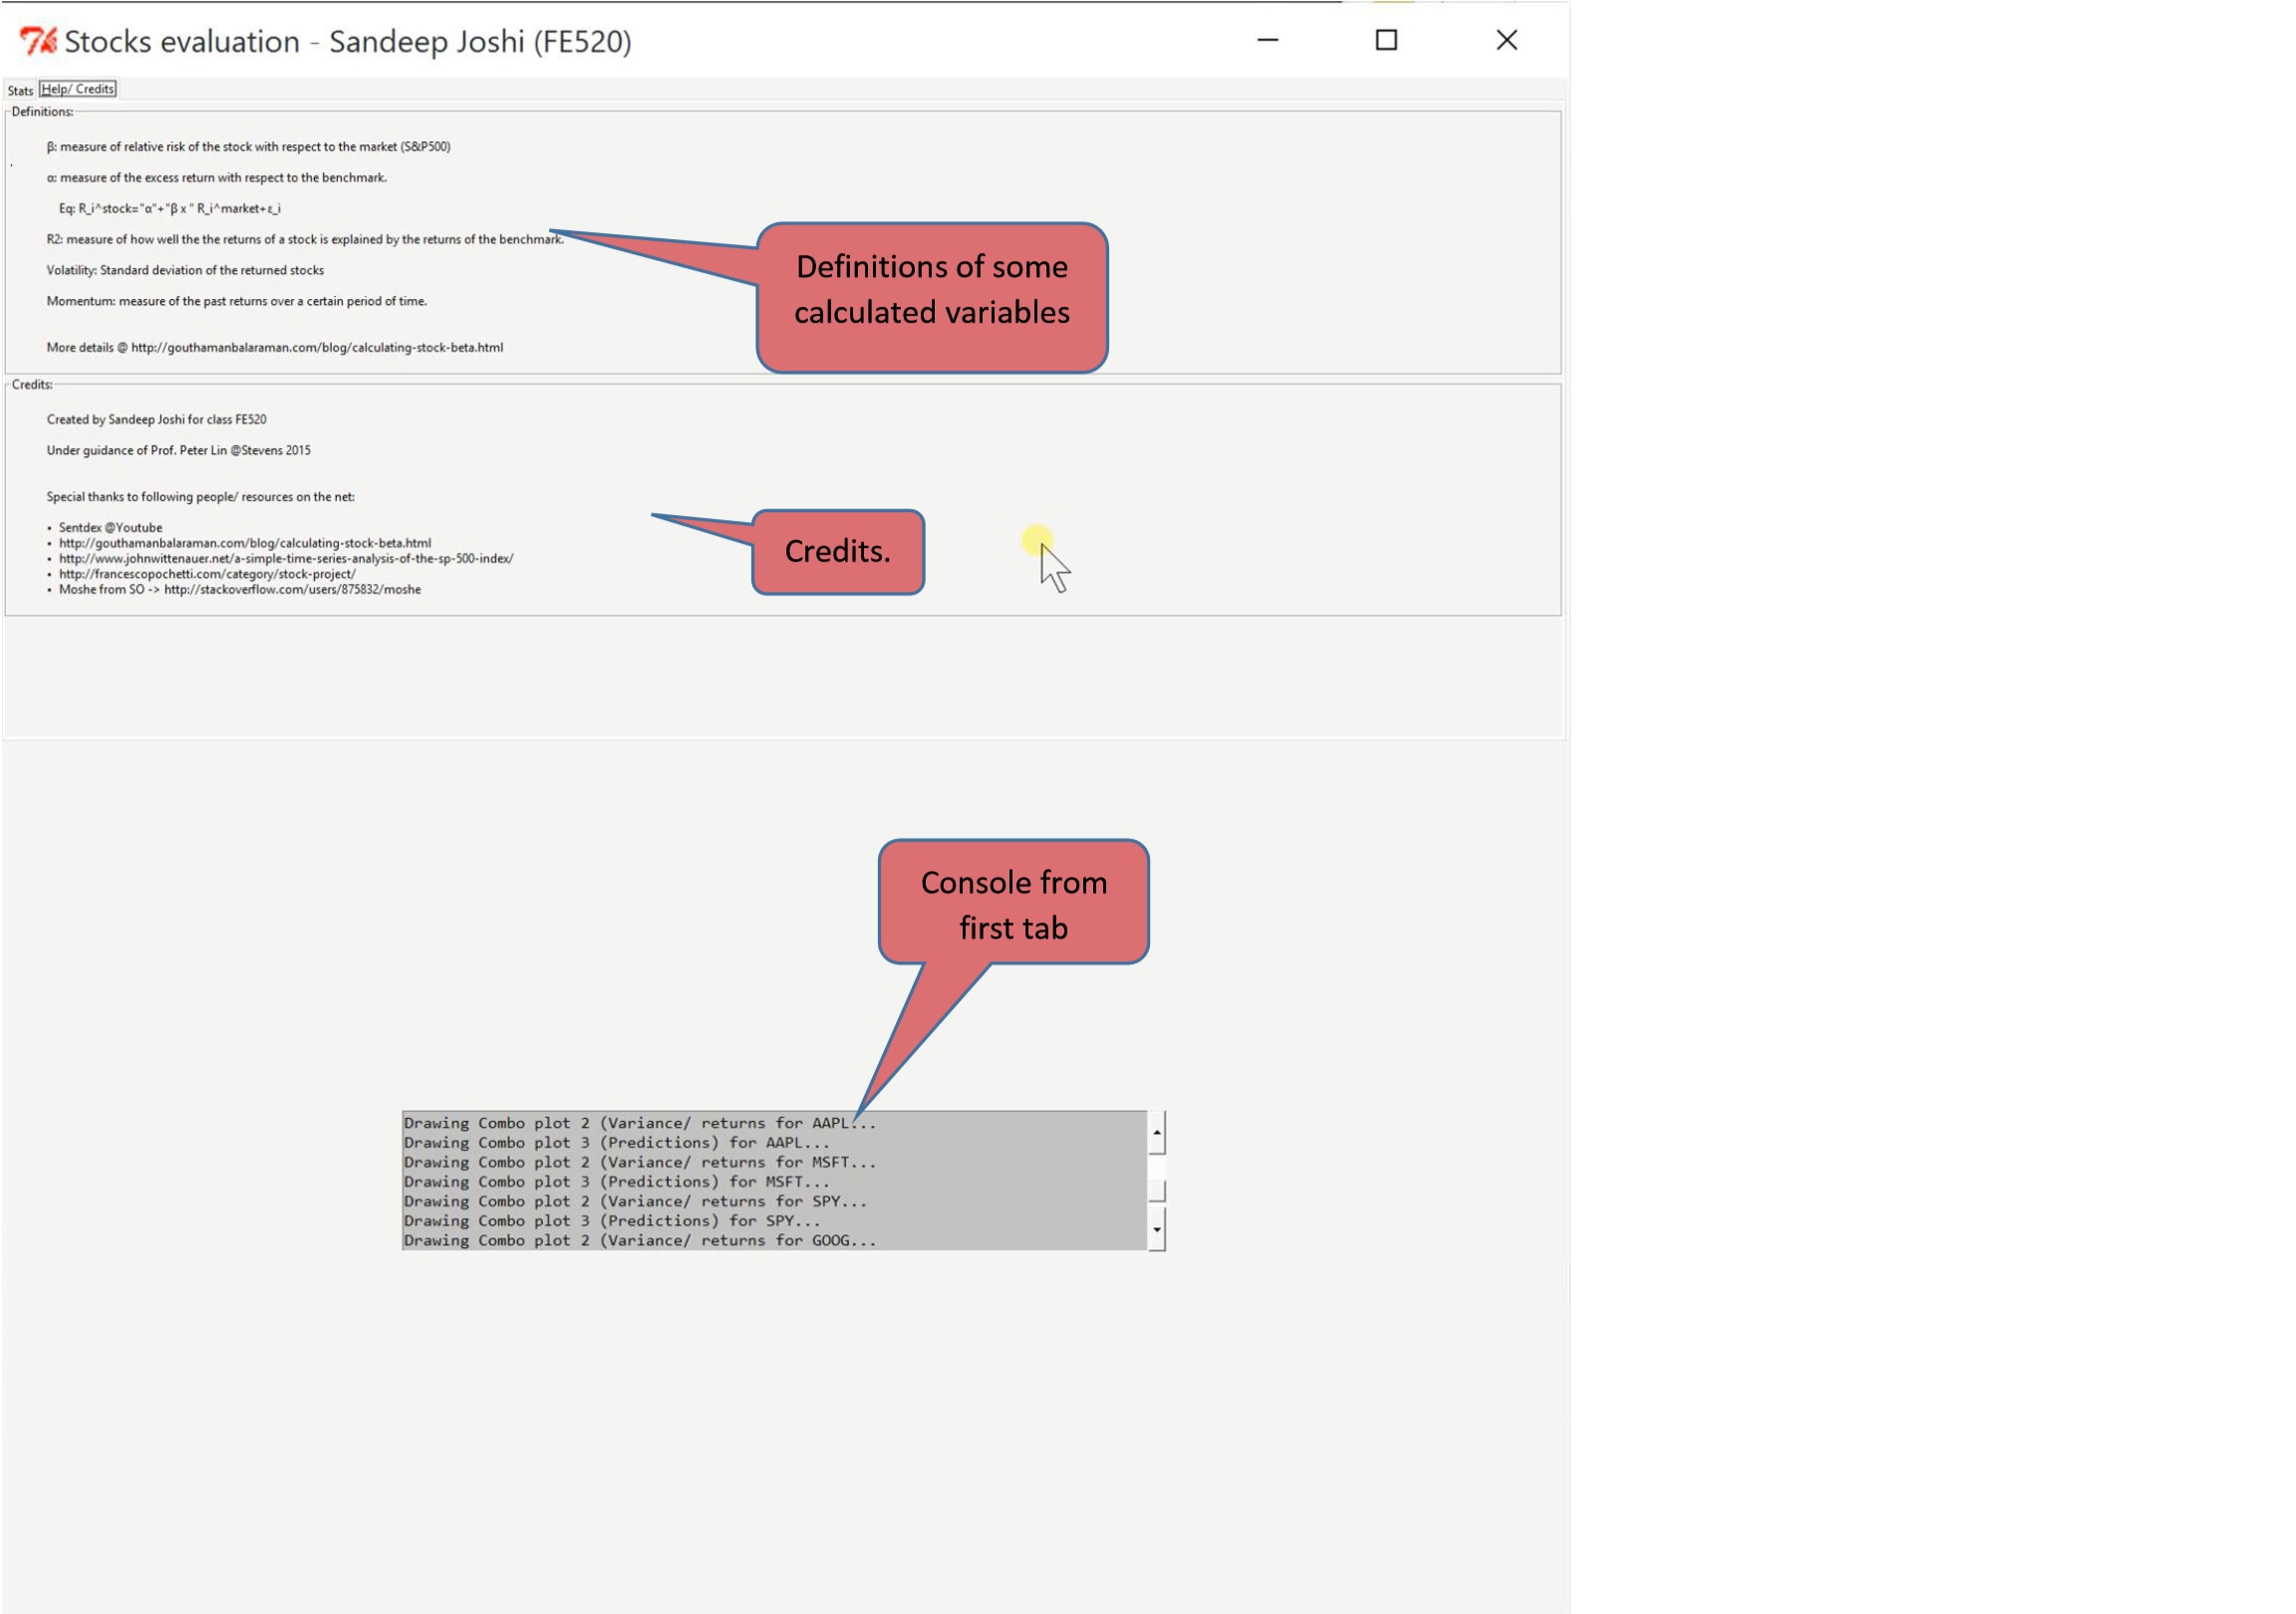 Stocks evaluation - Sandeep Joshi (FE520)
Stats Help/ Credits
Definitions:
β: measure of relative risk of the stock with respect to the market (S&P500)
α: measure of the excess return with respect to the benchmark.
Eq: R_i^stock="α"+"β x " R_i^market+ε_i
R2: measure of how well the the returns of a stock is explained by the returns of the benchmark.
Volatility: Standard deviation of the returned stocks
Momentum: measure of the past returns over a certain period of time.
More details @ http://gouthamanbalaraman.com/blog/calculating-stock-beta.html
Definitions of some
calculated variables
Credits:
Created by Sandeep Joshi for class FE520
Under guidance of Prof. Peter Lin @Stevens 2015
Special thanks to following people/ resources on the net:
• Sentdex @Youtube
• http://gouthamanbalaraman.com/blog/calculating-stock-beta.html
• http://www.johnwittenauer.net/a-simple-time-series-analysis-of-the-sp-500-index/
• http://francescopochetti.com/category/stock-project/
• Moshe from SO -> http://stackoverflow.com/users/875832/moshe
Credits.
Console from
first tab
Drawing Combo plot 2 (Variance/ returns for AAPL...
Drawing Combo plot 3 (Predictions) for AAPL...
Drawing Combo plot 2 (Variance/ returns for MSFT...
Drawing Combo plot 3 (Predictions) for MSFT...
Drawing Combo plot 2 (Variance/ returns for SPY...
Drawing Combo plot 3 (Predictions) for SPY...
Drawing Combo plot 2 (Variance/ returns for GOOG...